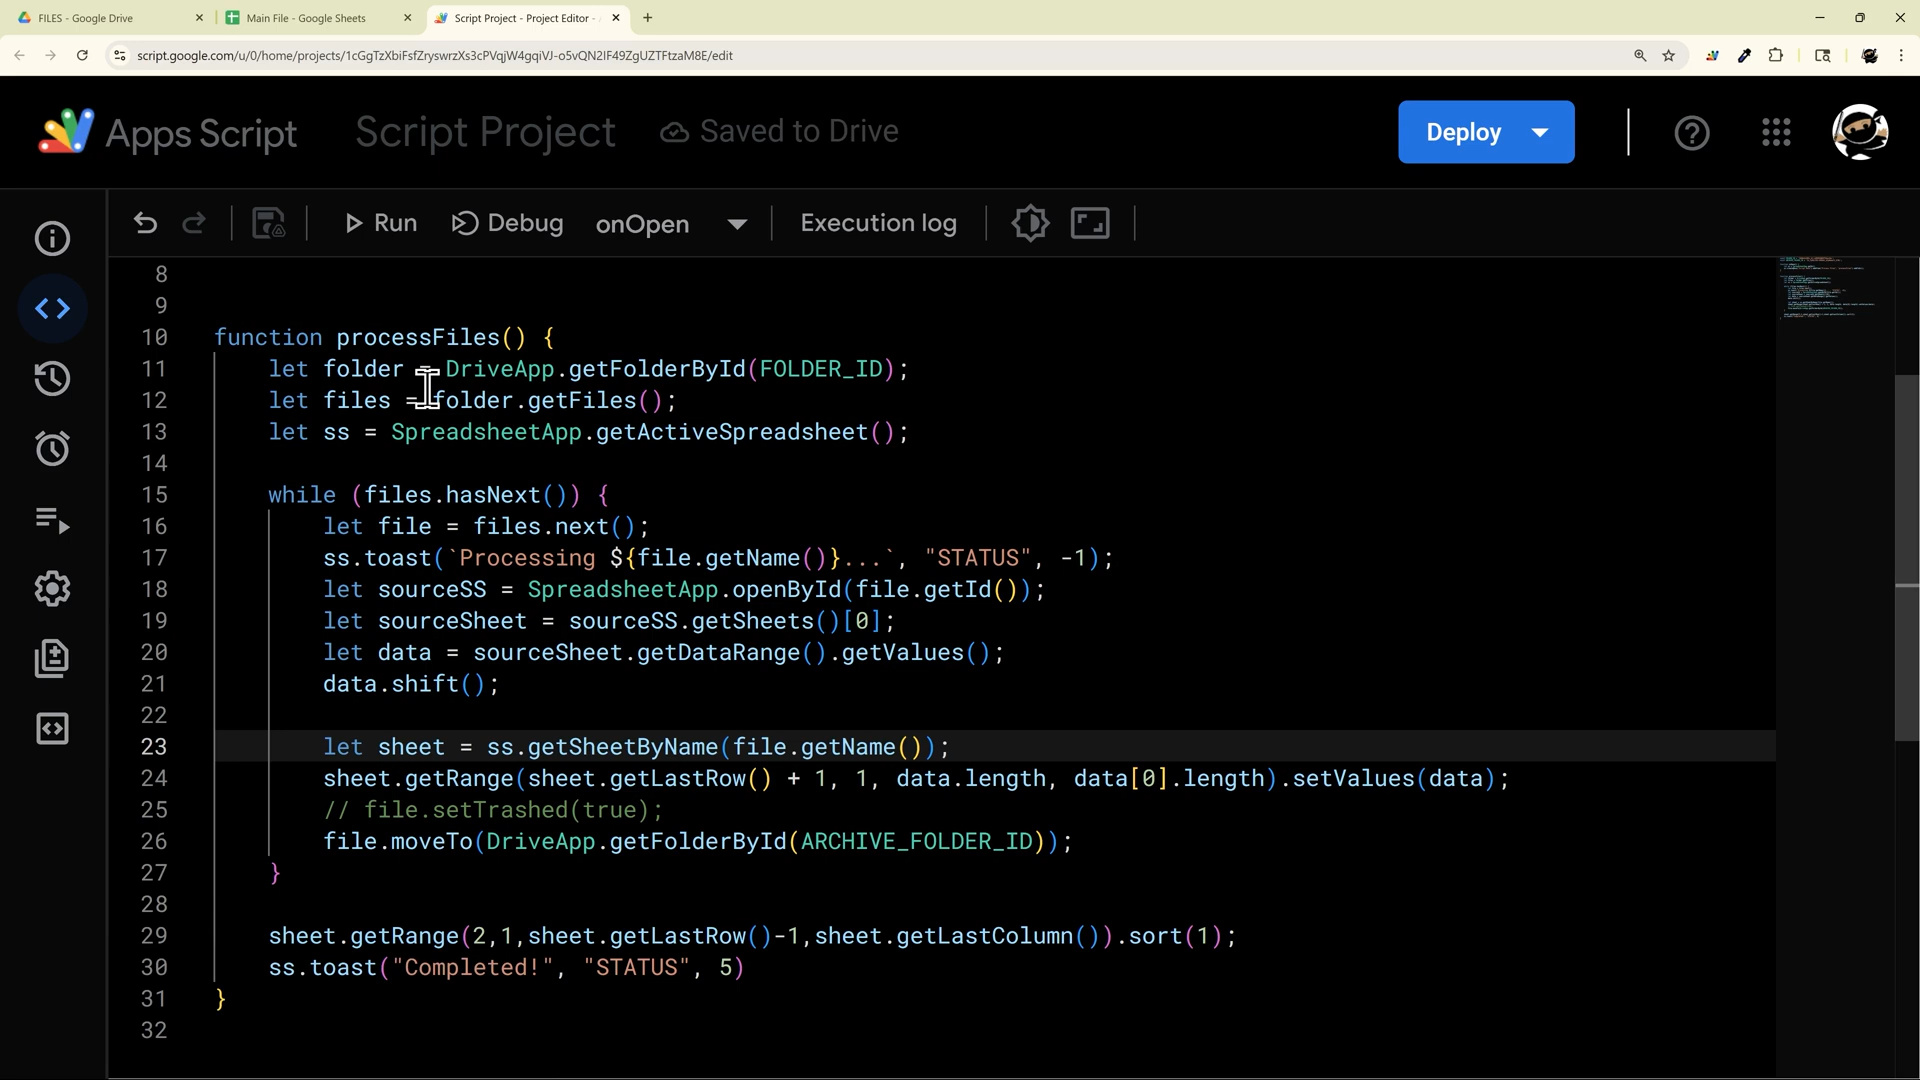 FILES - Google Drive
Main File - Google Sheets
Script Project - Project Editor -
script.google.com/u/0/home/projects/1cGgTzXbiFsfZryswrzXs3cPVqjW4gqiVJ-o5vQN2IF49ZgUZTFtzaM8E/edit
Apps Script
Script Project
Saved to Drive
Deploy
Run
Debug
onOpen
Execution log
8
9
10 function processFiles() {
11 let folder = DriveApp.getFolderById(FOLDER_ID);
12 let files = folder.getFiles();
13 let ss = SpreadsheetApp.getActiveSpreadsheet();
14
15 while (files.hasNext()) {
16 let file = files.next();
17 ss.toast(`Processing ${file.getName()}...`, "STATUS", -1);
18 let sourceSS = SpreadsheetApp.openById(file.getId());
19 let sourceSheet = sourceSS.getSheets()[0];
20 let data = sourceSheet.getDataRange().getValues();
21 data.shift();
22
23 let sheet = ss.getSheetByName(file.getName());
24 sheet.getRange(sheet.getLastRow() + 1, 1, data.length, data[0].length).setValues(data);
25 // file.setTrashed(true);
26 file.moveTo(DriveApp.getFolderById(ARCHIVE_FOLDER_ID));
27 }
28
29 sheet.getRange(2,1,sheet.getLastRow()-1,sheet.getLastColumn()).sort(1);
30 ss.toast("Completed!", "STATUS", 5)
31 }
32